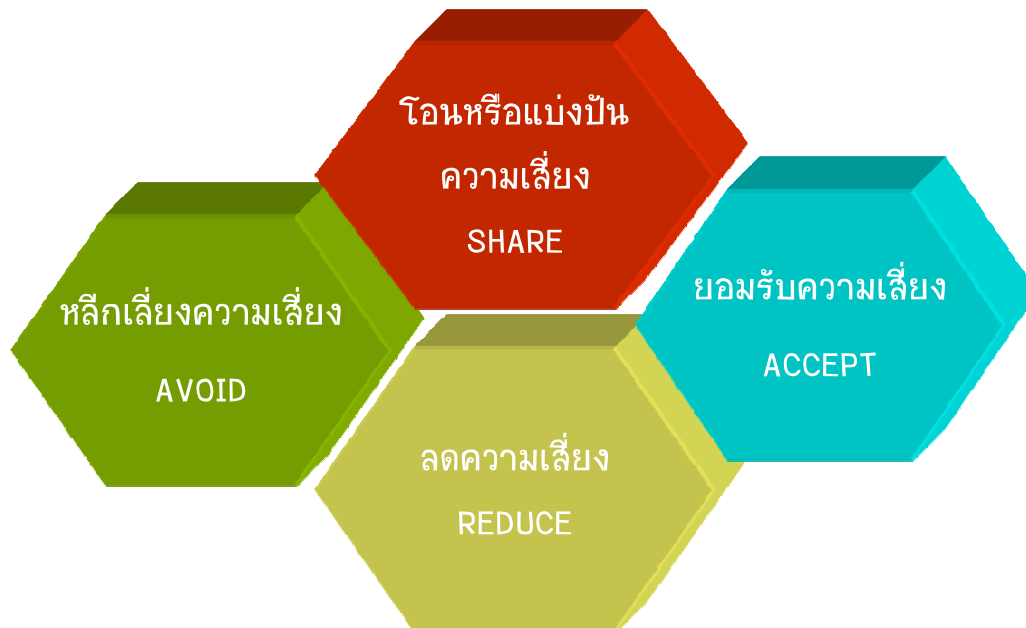 โอนหรือแบ่งปัน
ความเสี่ยง
SHARE
หลีกเลี่ยงความเสี่ยง
AVOID
ยอมรับความเสี่ยง
ACCEPT
ลดความเสี่ยง
REDUCE